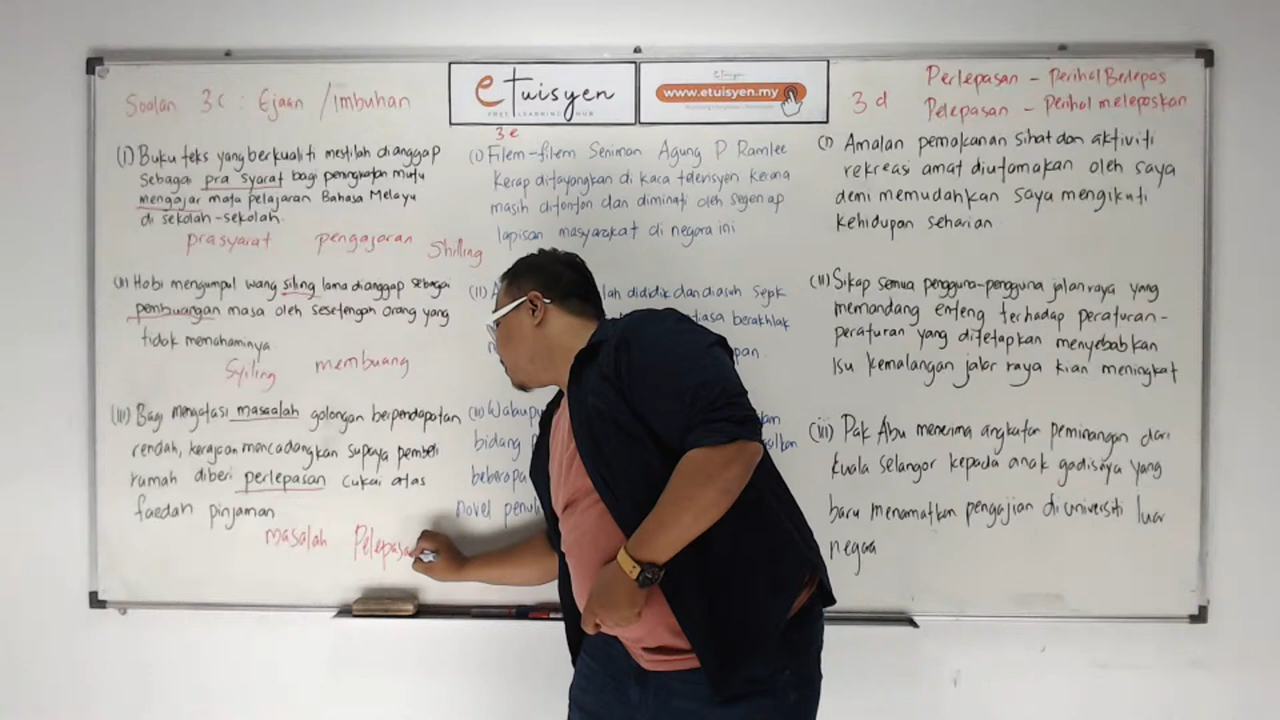 Soalan 3c : Ejaan / Imbuhan
(i) Buku teks yang berkualiti mestilah dianggap
sebagai pra syarat bagi peningkatan mutu
mengajar mata pelajaran Bahasa Melayu
di sekolah-sekolah.
prasyarat pengajaran
Shilling
(ii) Hobi mengumpul wang siling lama dianggap sebagai
pembuangan masa oleh sesetengah orang yang
tidak memahaminya
Syiling membuang
(iii) Bagi mengatasi masaalah golongan berpendapatan
rendah, kerajaan mencadangkan supaya pembeli
rumah diberi perlepasan cukai atas
faedah pinjaman
masalah Pelepasa
etuisyen
FREE LEARNING HUB
etuisyen
www.etuisyen.my
3e
(i) Filem-filem Seniman Agung P Ramlee
kerap ditayangkan di kaca televisyen kerana
masih ditonton dan diminati oleh segenap
lapisan masyarakat di negara ini
(ii) A lah dididik dan diasuh sejak
iasa berakhlak
pan.
(ii) Walaupu
bidang
beberapa
novel penuli
3d
Perlepasan - Perihal Berlepas
Pelepasan - Perihal melepaskan
(i) Amalan pemakanan sihat dan aktiviti
rekreasi amat diutamakan oleh saya
demi memudahkan saya mengikuti
kehidupan seharian
(ii) Sikap semua pengguna-pengguna jalan raya yang
memandang enteng terhadap peraturan-
peraturan yang ditetapkan menyebabkan
isu kemalangan jalar raya kian meningkat
(iii) Pak Abu menerima angkatan peminangan dari
kuala selangor kepada anak gadisnya yang
baru menamatkan pengajian di universiti luar
negara